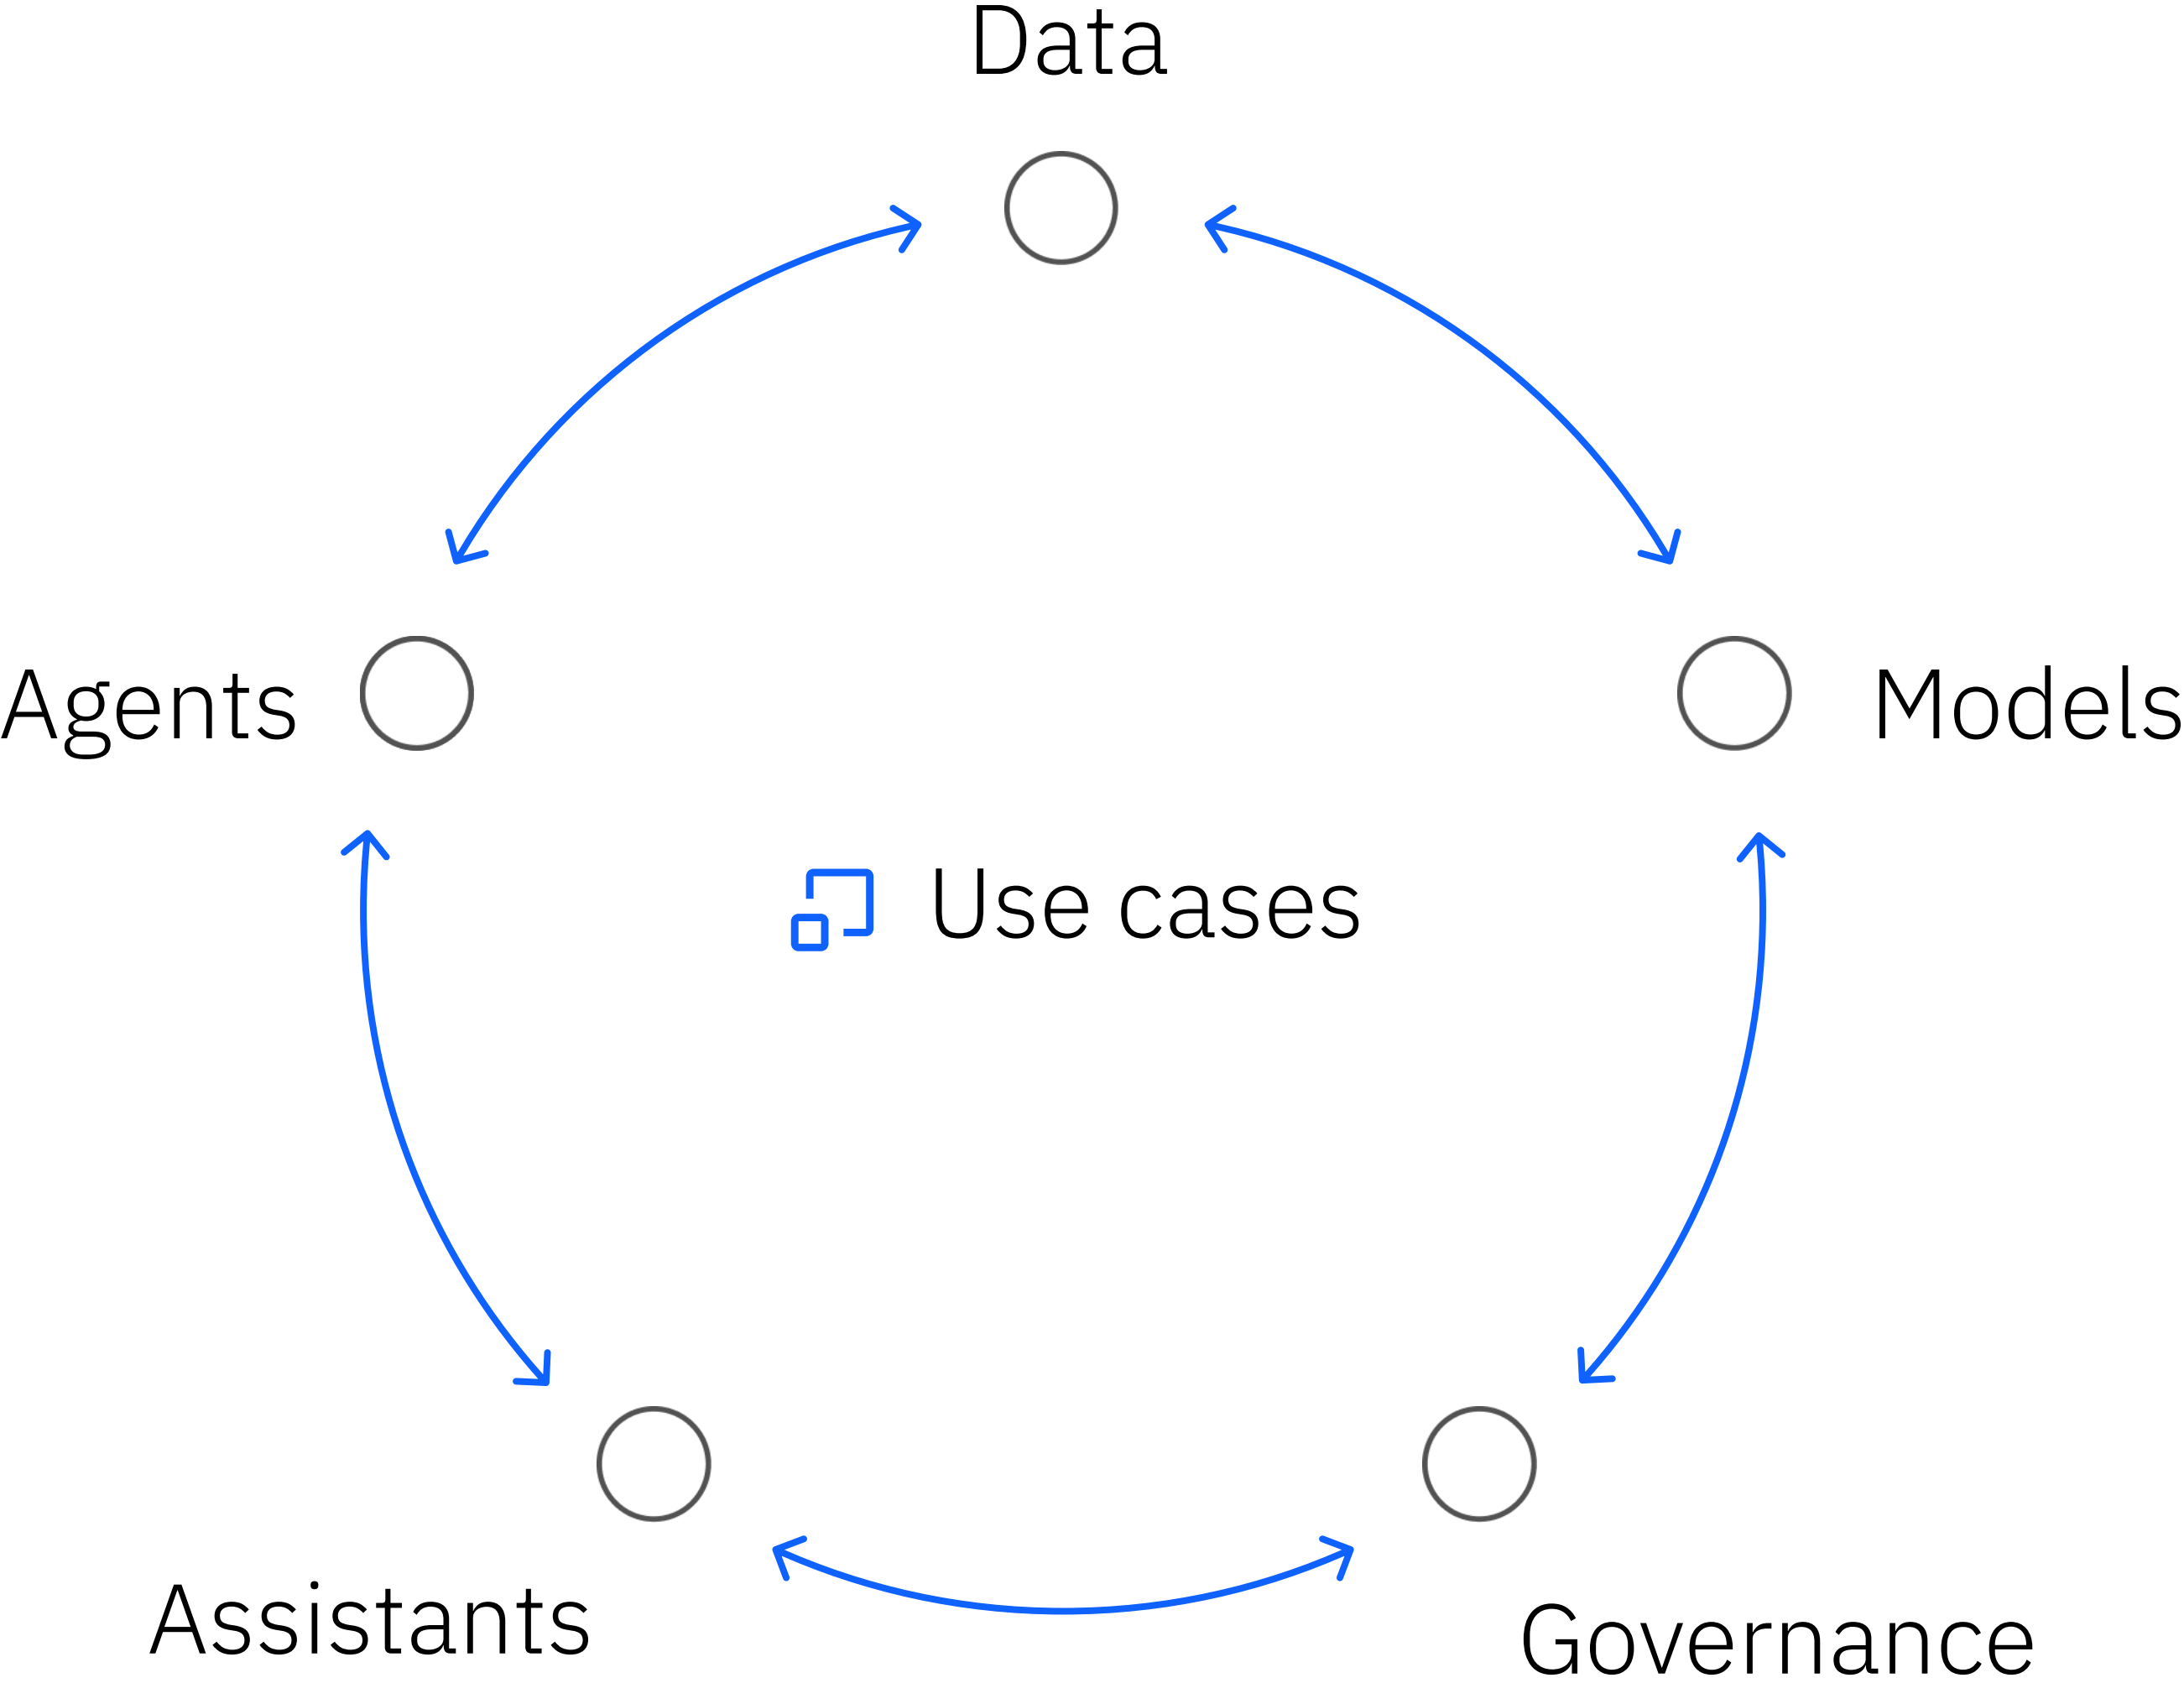 Data
Agents
Models
Use cases
Assistants
Governance